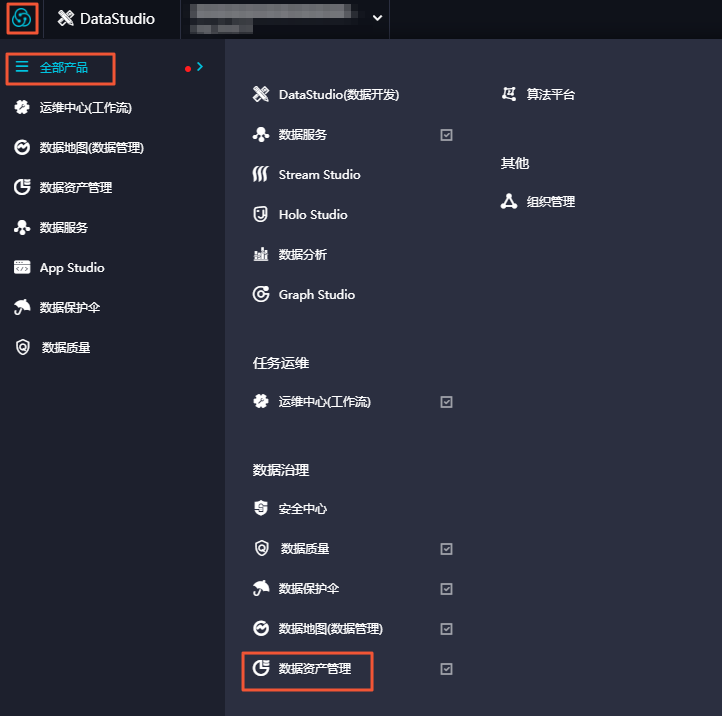 DataStudio
全部产品
运维中心(工作流)
数据地图(数据管理)
数据资产管理
数据服务
App Studio
数据保护伞
数据质量
DataStudio(数据开发)
数据服务
Stream Studio
Holo Studio
数据分析
Graph Studio
任务运维
运维中心(工作流)
数据治理
安全中心
数据质量
数据保护伞
数据地图(数据管理)
数据资产管理
算法平台
其他
组织管理